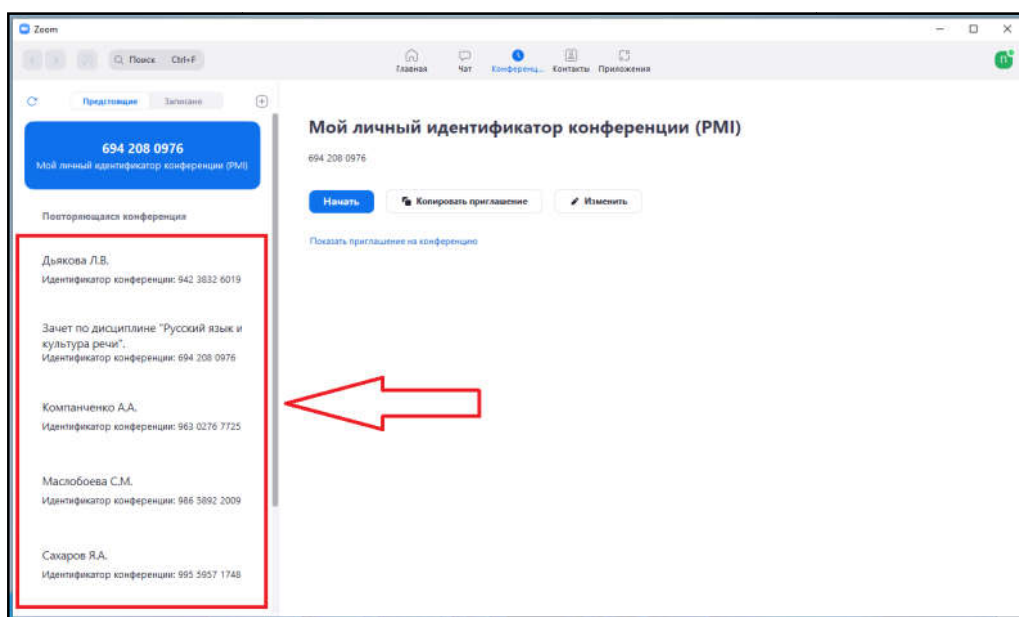 Zoom
Поиск Ctrl+F
Главная
Чат
Конференц...
Контакты
Приложения
Предстоящие
Записано
694 208 0976
Мой личный идентификатор конференции (PMI)
Повторяющаяся конференция
Дьякова Л.В.
Идентификатор конференции: 942 3832 6019
Зачет по дисциплине "Русский язык и
культура речи".
Идентификатор конференции: 694 208 0976
Компанченко А.А.
Идентификатор конференции: 963 0276 7725
Маслобоева С.М.
Идентификатор конференции: 986 5892 2009
Сахаров Я.А.
Идентификатор конференции: 995 5957 1748
Мой личный идентификатор конференции (PMI)
694 208 0976
Начать
Копировать приглашение
Изменить
Показать приглашение на конференцию